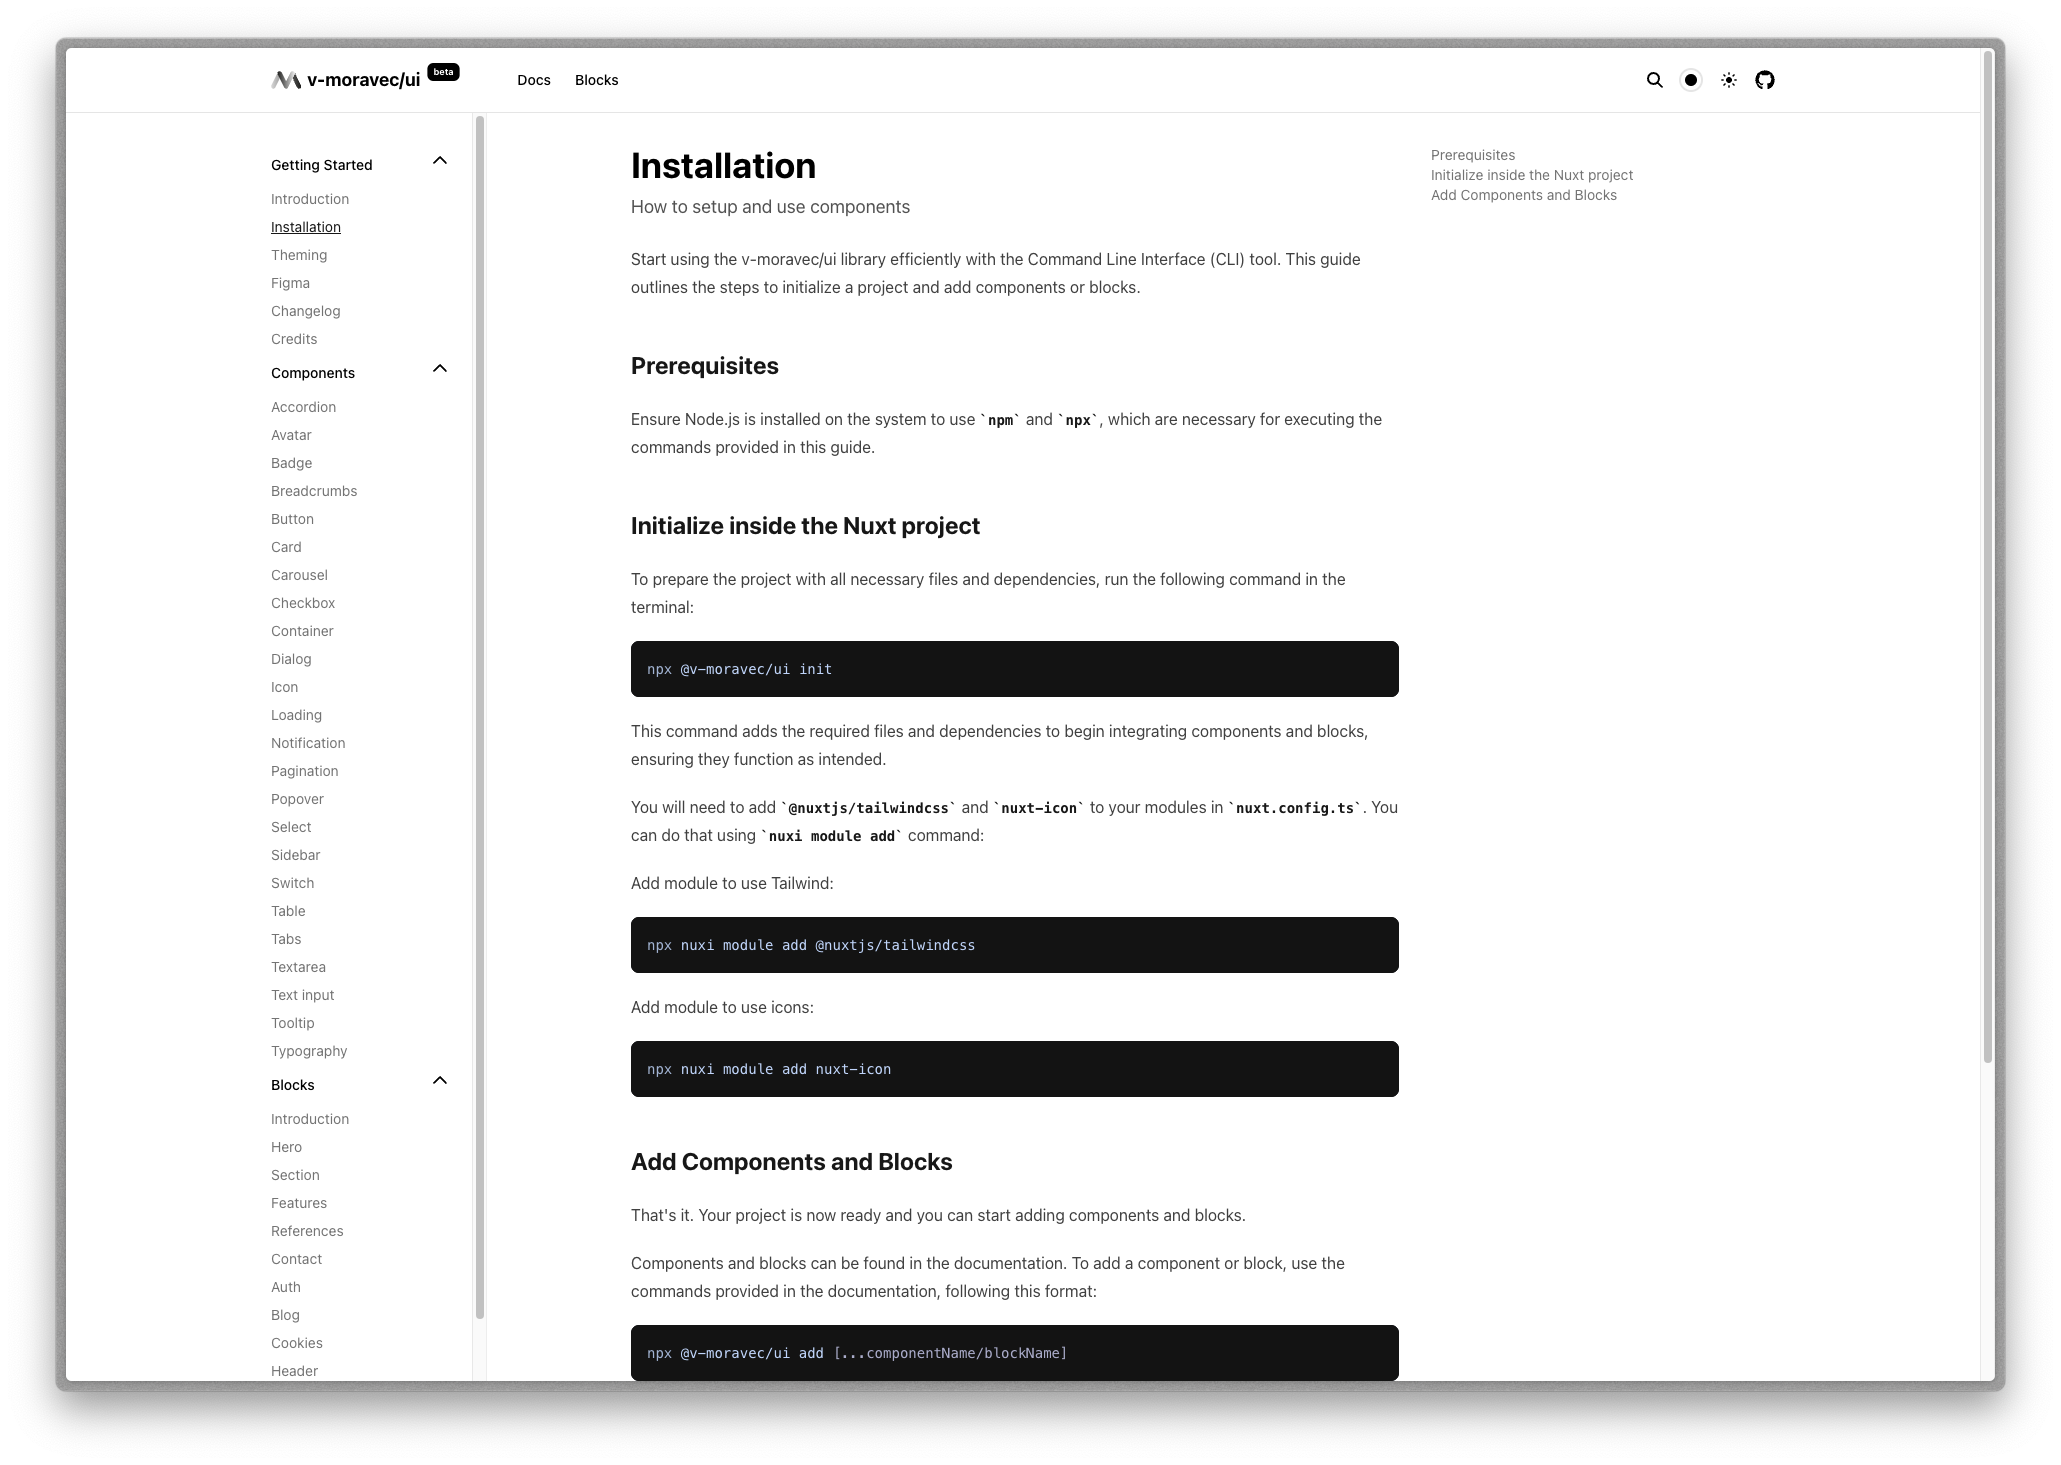 v-moravec/ui beta
Docs
Blocks
Getting Started
Introduction
Installation
Theming
Figma
Changelog
Credits
Components
Accordion
Avatar
Badge
Breadcrumbs
Button
Card
Carousel
Checkbox
Container
Dialog
Icon
Loading
Notification
Pagination
Popover
Select
Sidebar
Switch
Table
Tabs
Textarea
Text input
Tooltip
Typography
Blocks
Introduction
Hero
Section
Features
References
Contact
Auth
Blog
Cookies
Header
Installation
How to setup and use components
Start using the v-moravec/ui library efficiently with the Command Line Interface (CLI) tool. This guide
outlines the steps to initialize a project and add components or blocks.
Prerequisites
Ensure Node.js is installed on the system to use `npm` and `npx`, which are necessary for executing the
commands provided in this guide.
Initialize inside the Nuxt project
To prepare the project with all necessary files and dependencies, run the following command in the
terminal:
npx @v-moravec/ui init
This command adds the required files and dependencies to begin integrating components and blocks,
ensuring they function as intended.
You will need to add `@nuxtjs/tailwindcss` and `nuxt-icon` to your modules in `nuxt.config.ts`. You
can do that using `nuxi module add` command:
Add module to use Tailwind:
npx nuxi module add @nuxtjs/tailwindcss
Add module to use icons:
npx nuxi module add nuxt-icon
Add Components and Blocks
That's it. Your project is now ready and you can start adding components and blocks.
Components and blocks can be found in the documentation. To add a component or block, use the
commands provided in the documentation, following this format:
npx @v-moravec/ui add [...componentName/blockName]
Prerequisites
Initialize inside the Nuxt project
Add Components and Blocks